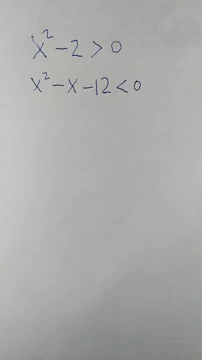 x² - 2 > 0
x² - x - 12 < 0